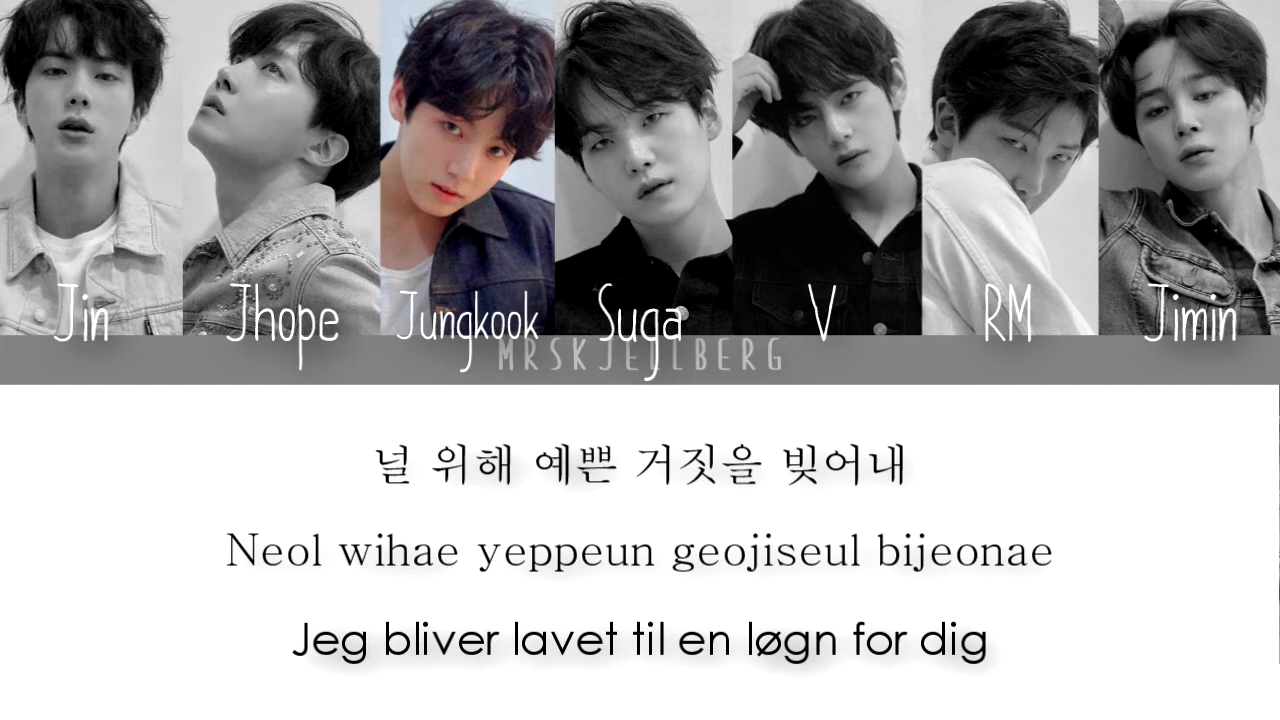 Jin Jhope Jungkook Suga V RM Jimin
MRSKJELLBERG
널 위해 예쁜 거짓을 빚어내
Neol wihae yeppeun geojiseul bijeonae
Jeg bliver lavet til en løgn for dig